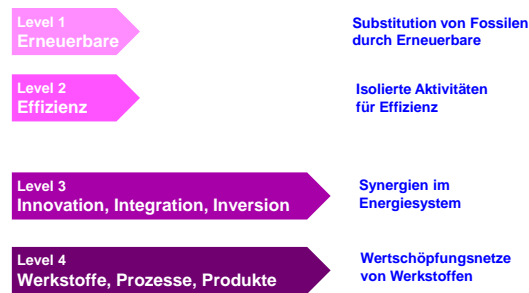 Level 1
Erneuerbare
Substitution von Fossilen
durch Erneuerbare
Level 2
Effizienz
Isolierte Aktivitäten
für Effizienz
Level 3
Innovation, Integration, Inversion
Synergien im
Energiesystem
Level 4
Werkstoffe, Prozesse, Produkte
Wertschöpfungsnetze
von Werkstoffen